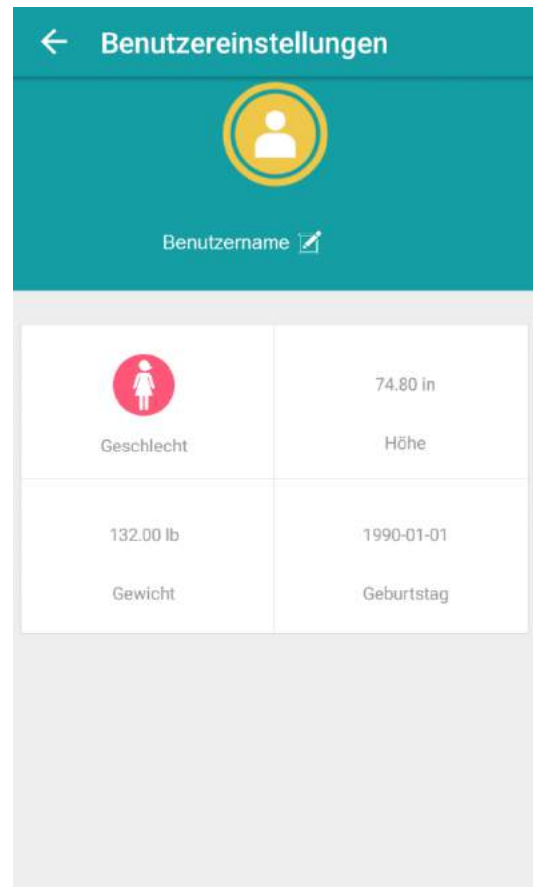 Benutzereinstellungen
Benutzername
Geschlecht
74.80 in
Höhe
132.00 lb
Gewicht
1990-01-01
Geburtstag